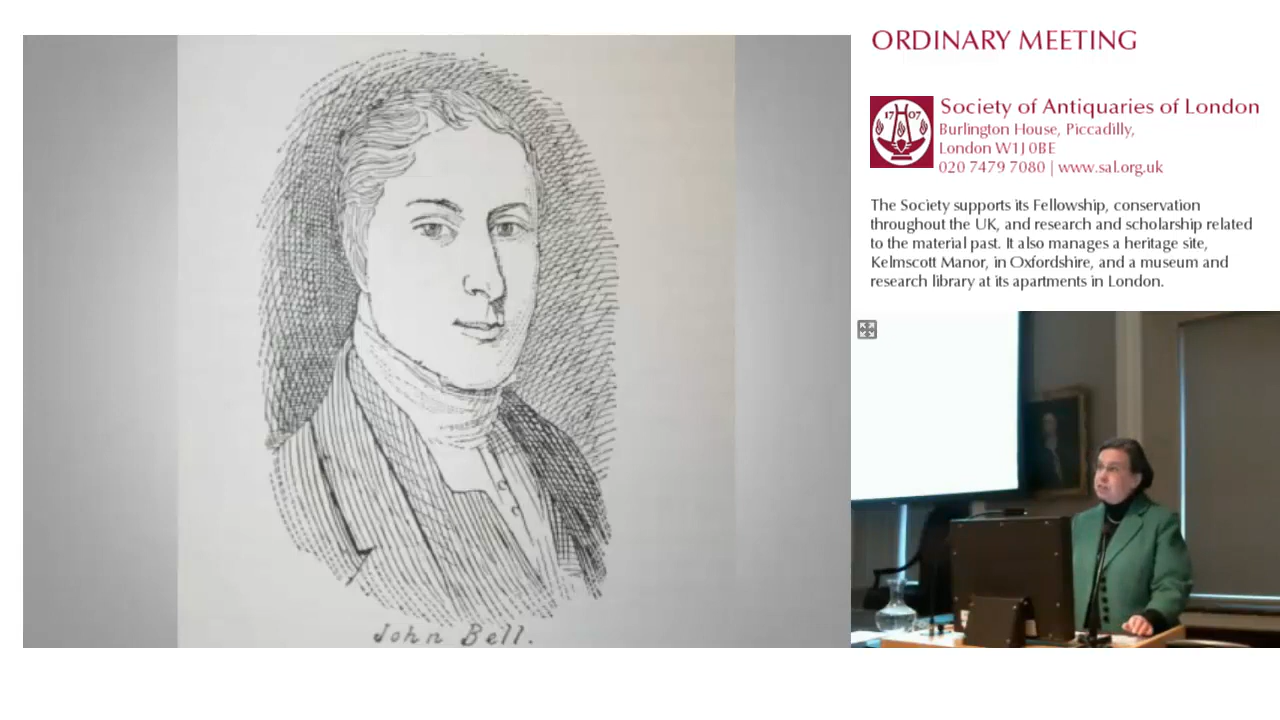 John Bell.
ORDINARY MEETING
17 07
Society of Antiquaries of London
Burlington House, Piccadilly,
London W1J 0BE
020 7479 7080 | www.sal.org.uk
The Society supports its Fellowship, conservation
throughout the UK, and research and scholarship related
to the material past. It also manages a heritage site,
Kelmscott Manor, in Oxfordshire, and a museum and
research library at its apartments in London.